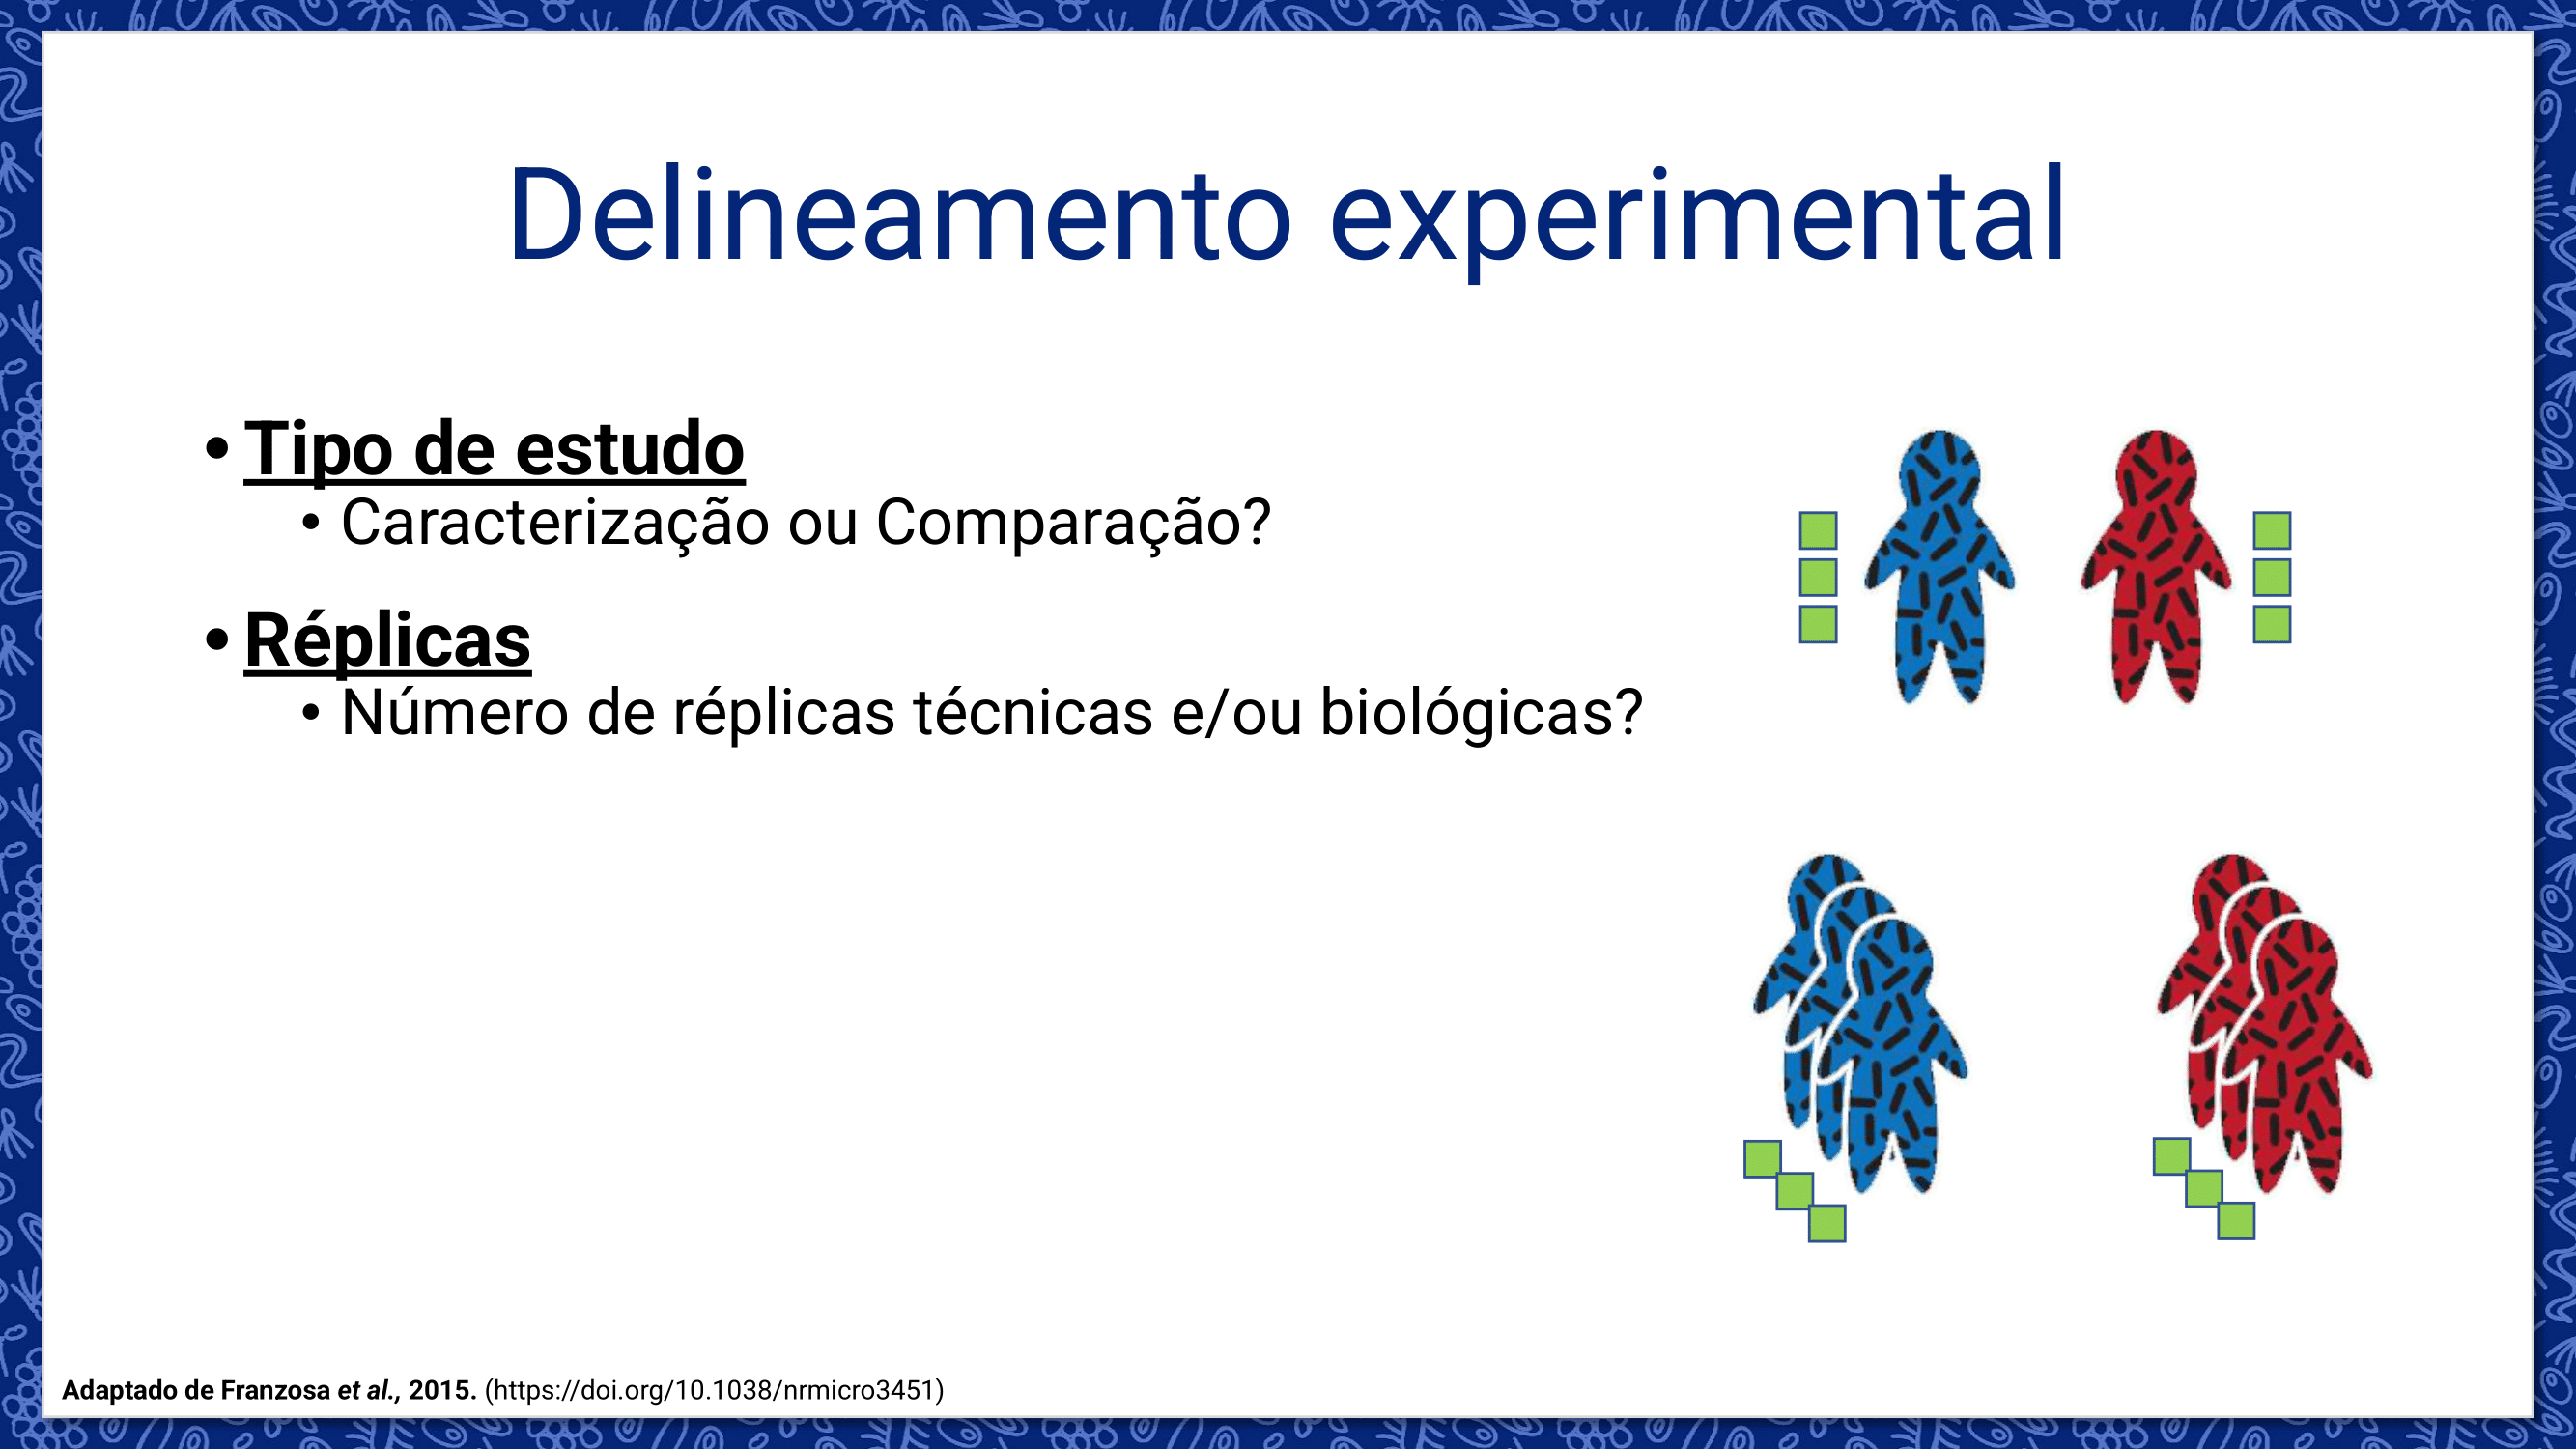 Delineamento experimental
• Tipo de estudo
• Caracterização ou Comparação?
• Réplicas
• Número de réplicas técnicas e/ou biológicas?
Adaptado de Franzosa et al., 2015. (https://doi.org/10.1038/nrmicro3451)